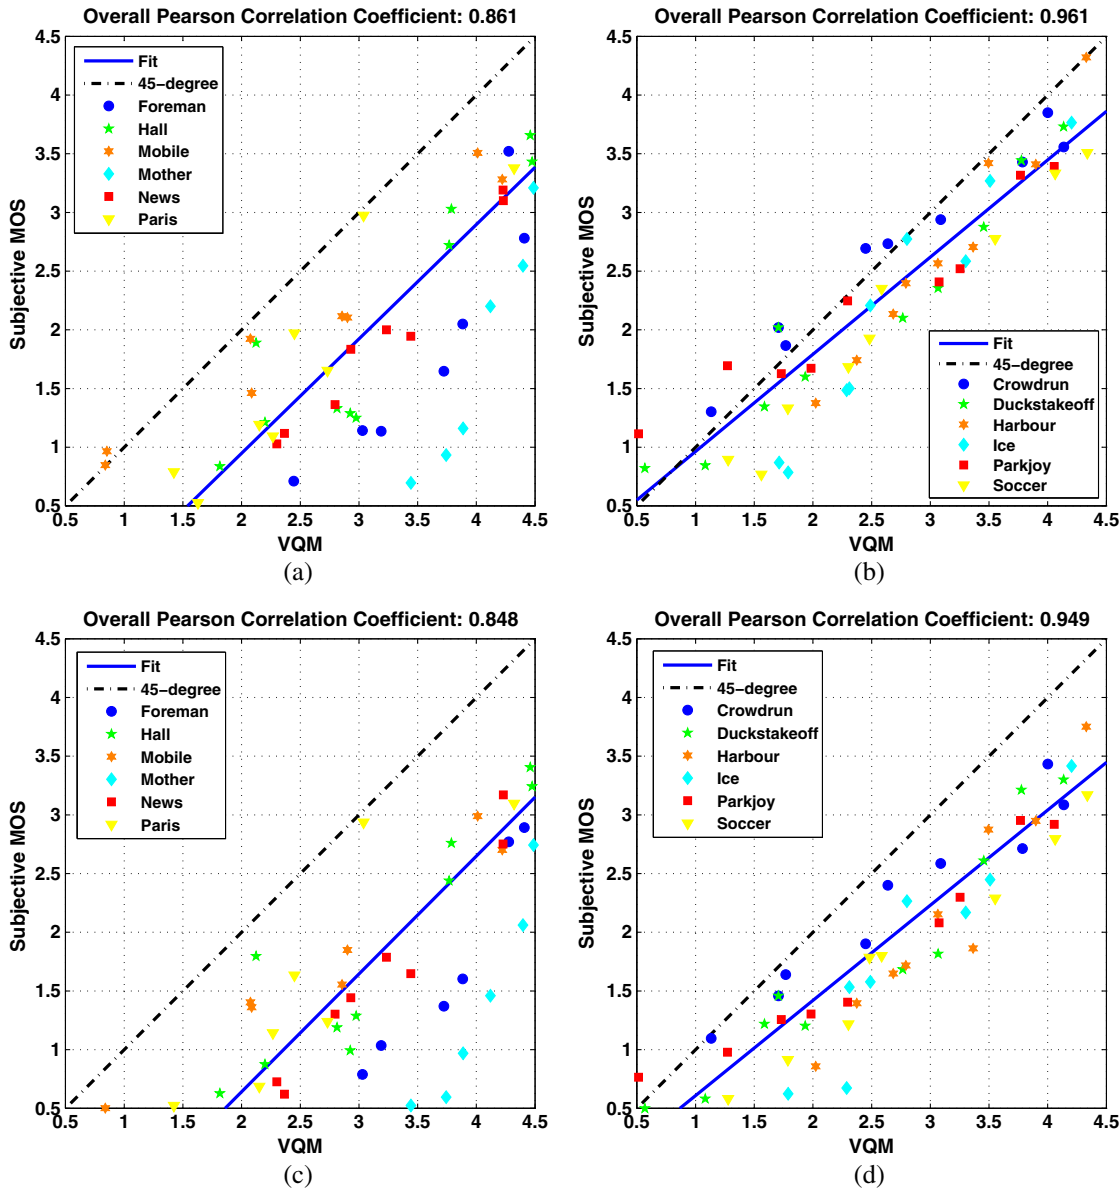 Overall Pearson Correlation Coefficient: 0.861
4.5
4
3.5
3
2.5
2
1.5
1
0.5
Subjective MOS
Fit
45-degree
Foreman
Hall
Mobile
Mother
News
Paris
0.5 1 1.5 2 2.5 3 3.5 4 4.5
VQM
(a)
Overall Pearson Correlation Coefficient: 0.961
4.5
4
3.5
3
2.5
2
1.5
1
0.5
Subjective MOS
Fit
45-degree
Crowdrun
Duckstakeoff
Harbour
Ice
Parkjoy
Soccer
0.5 1 1.5 2 2.5 3 3.5 4 4.5
VQM
(b)
Overall Pearson Correlation Coefficient: 0.848
4.5
4
3.5
3
2.5
2
1.5
1
0.5
Subjective MOS
Fit
45-degree
Foreman
Hall
Mobile
Mother
News
Paris
0.5 1 1.5 2 2.5 3 3.5 4 4.5
VQM
(c)
Overall Pearson Correlation Coefficient: 0.949
4.5
4
3.5
3
2.5
2
1.5
1
0.5
Subjective MOS
Fit
45-degree
Crowdrun
Duckstakeoff
Harbour
Ice
Parkjoy
Soccer
0.5 1 1.5 2 2.5 3 3.5 4 4.5
VQM
(d)